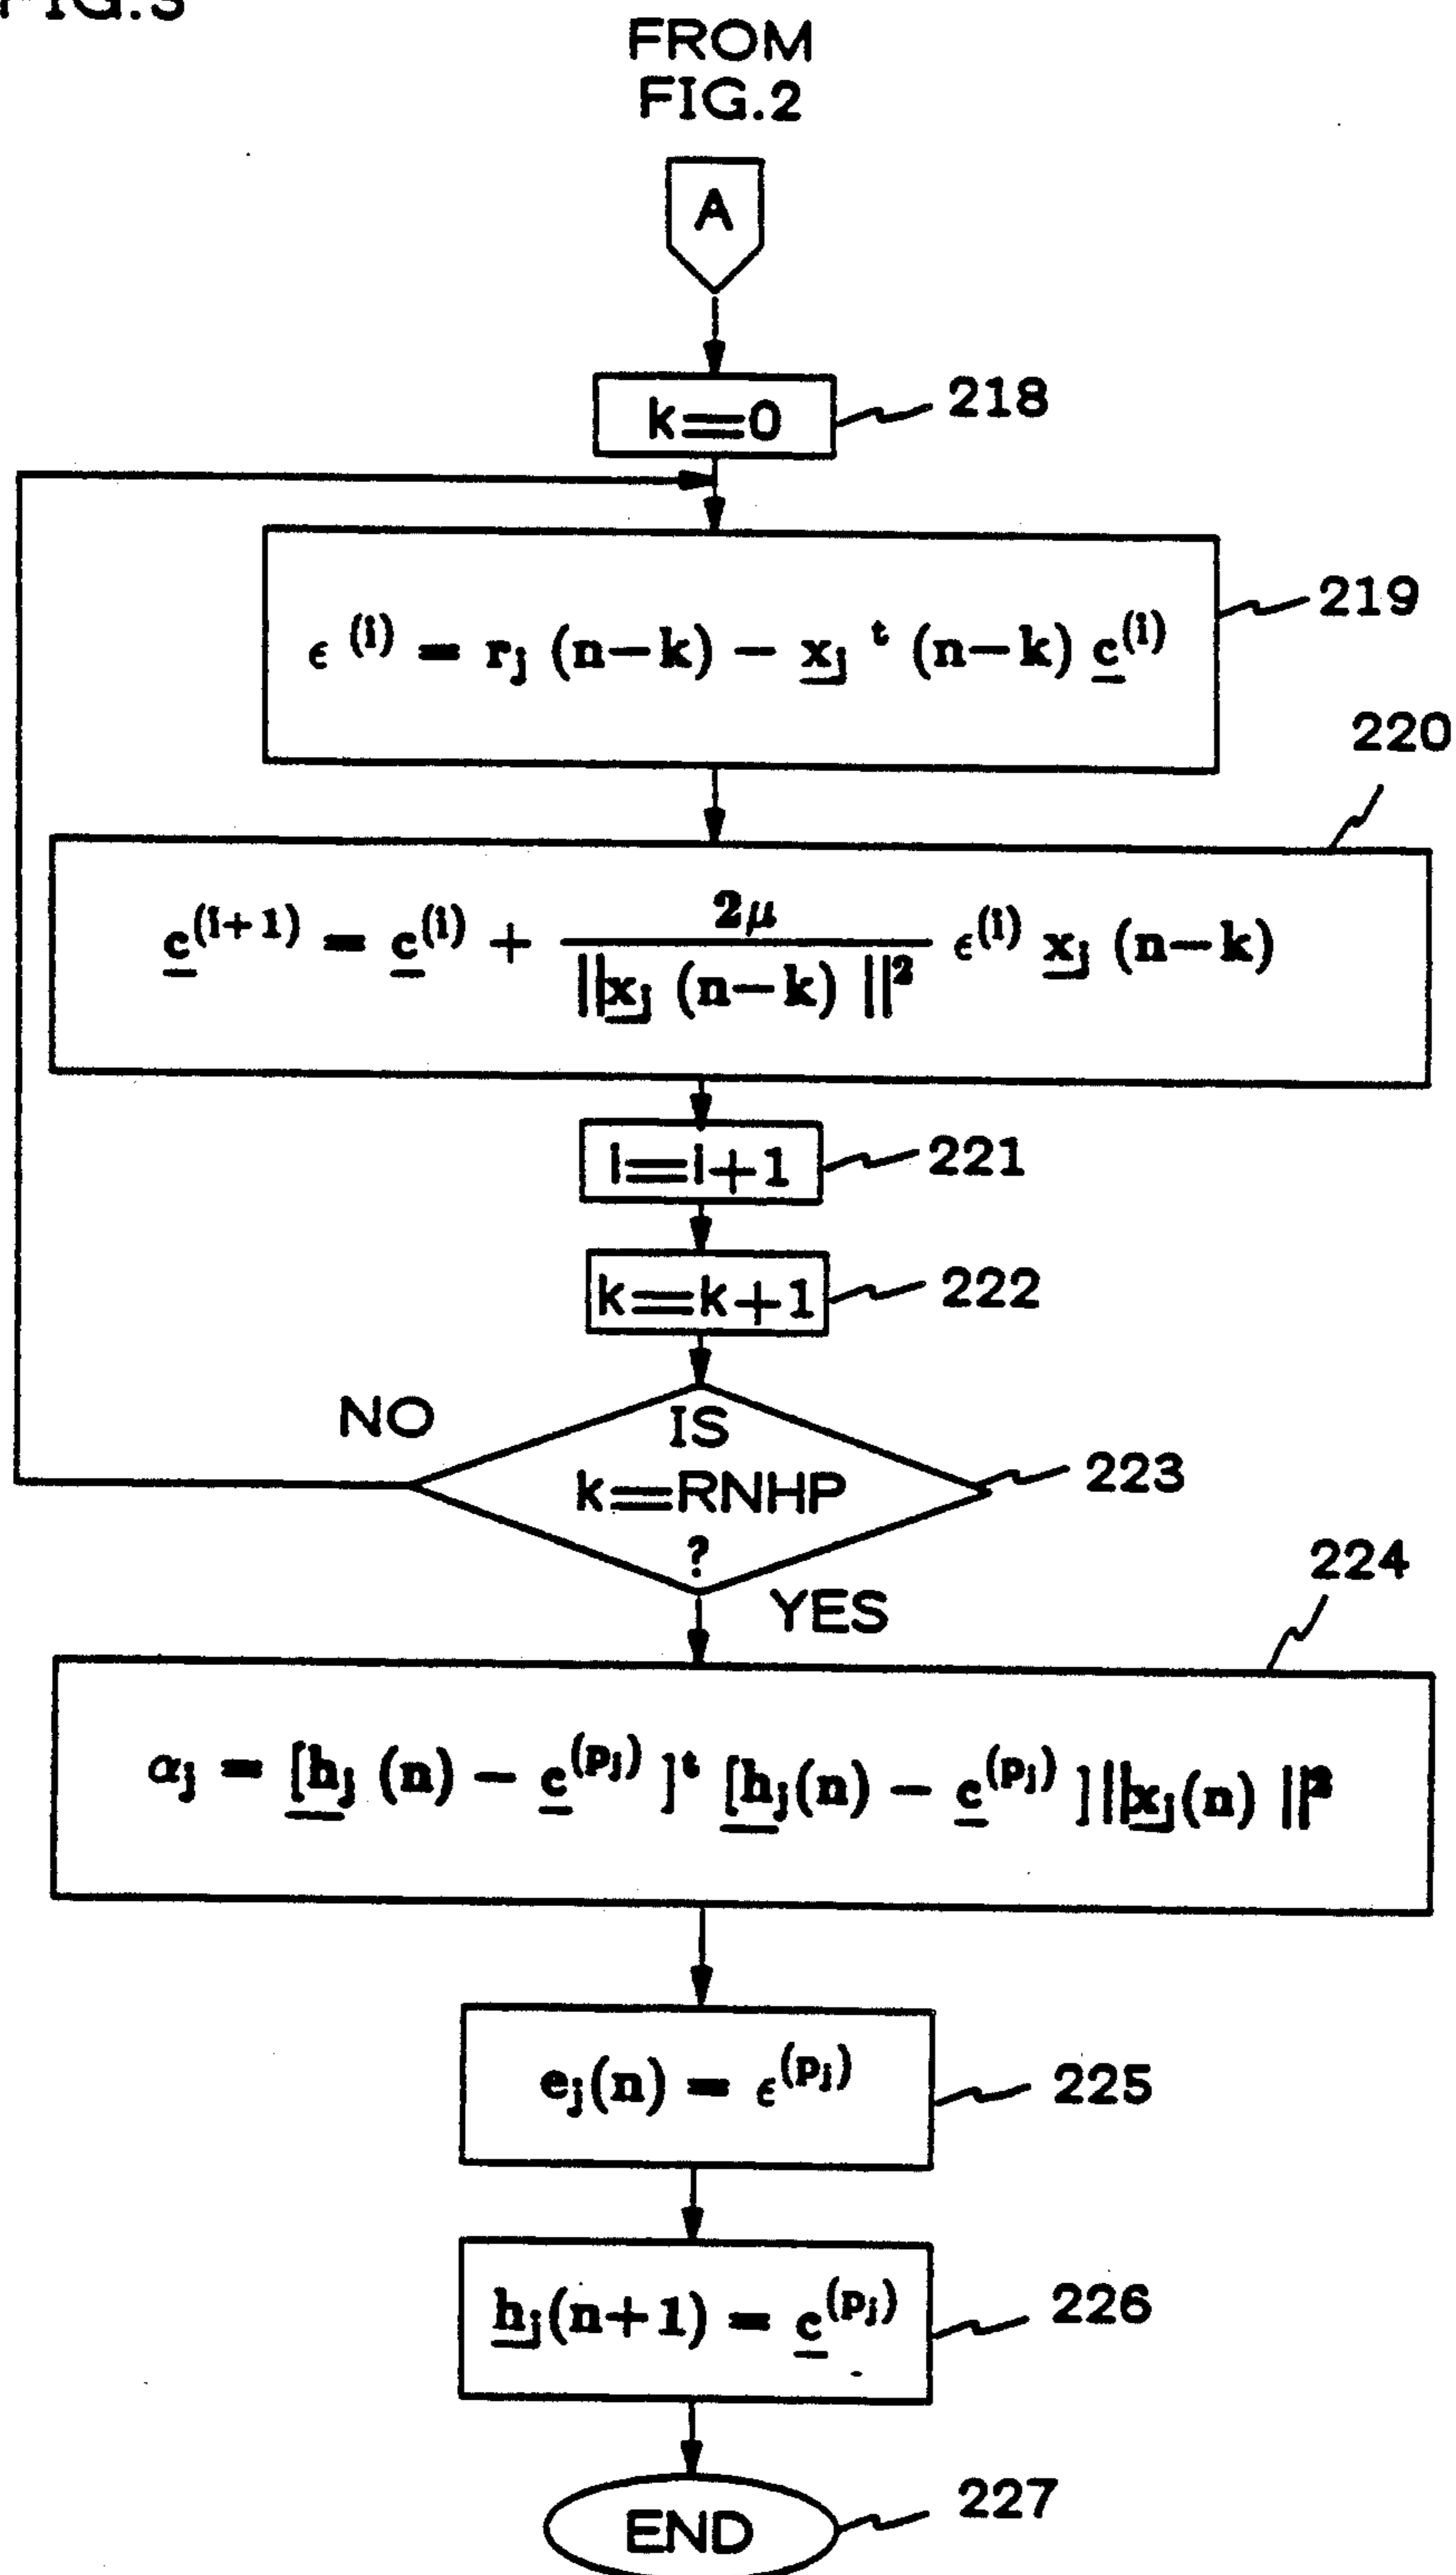 FIG.3
FROM
FIG.2
A
k=0
218
ϵ⁽ⁱ⁾ = r_j (n−k) − x_j ᵗ (n−k) c⁽ⁱ⁾
219
220
c⁽ⁱ⁺¹⁾ = c⁽ⁱ⁾ + 2μ / ||x_j (n−k) ||² ϵ⁽ⁱ⁾ x_j (n−k)
i=i+1
221
k=k+1
222
NO
IS
k=RNHP
?
223
YES
224
α_j = [h_j (n) − c^(p_j) ]ᵗ [h_j(n) − c^(p_j) ] ||x_j(n) ||²
e_j(n) = ϵ^(p_j)
225
h_j(n+1) = c^(p_j)
226
END
227